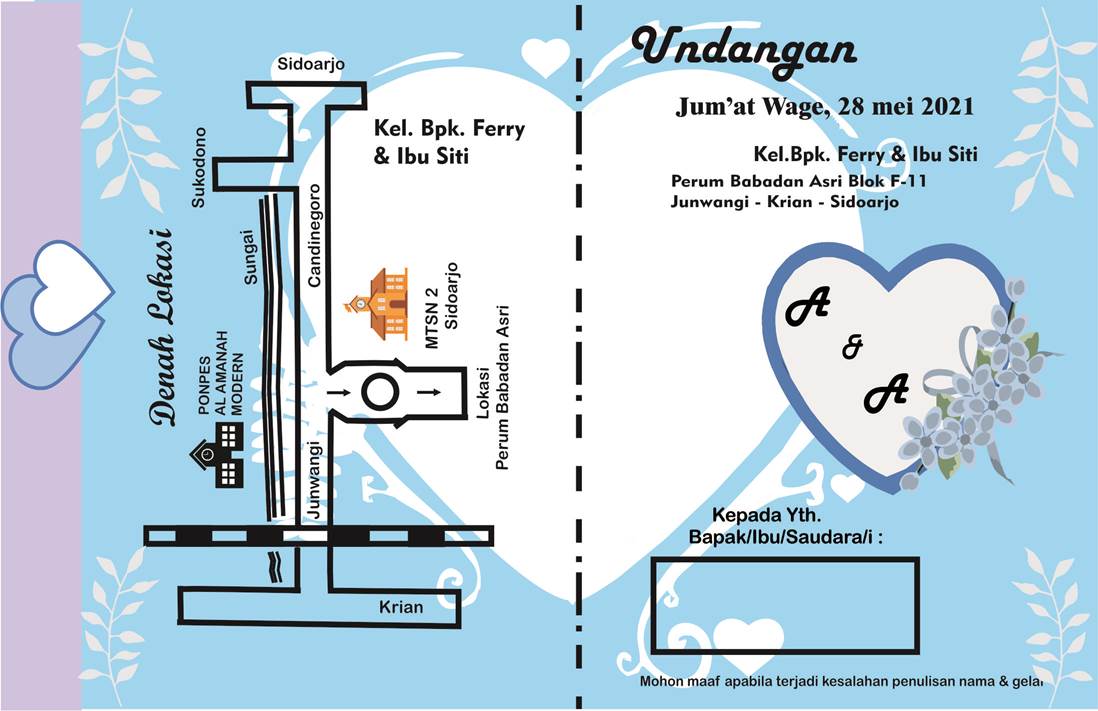 Denah Lokasi
Sidoarjo
Sukodono
Sungai
Candinegoro
Kel. Bpk. Ferry
& Ibu Siti
MTSN 2
Sidoarjo
PONPES
AL AMANAH
MODERN
Lokasi
Perum Babadan Asri
Junwangi
Krian
Undangan
Jum’at Wage, 28 mei 2021
Kel.Bpk. Ferry & Ibu Siti
Perum Babadan Asri Blok F-11
Junwangi - Krian - Sidoarjo
A
&
A
Kepada Yth.
Bapak/Ibu/Saudara/i :
Mohon maaf apabila terjadi kesalahan penulisan nama & gelar